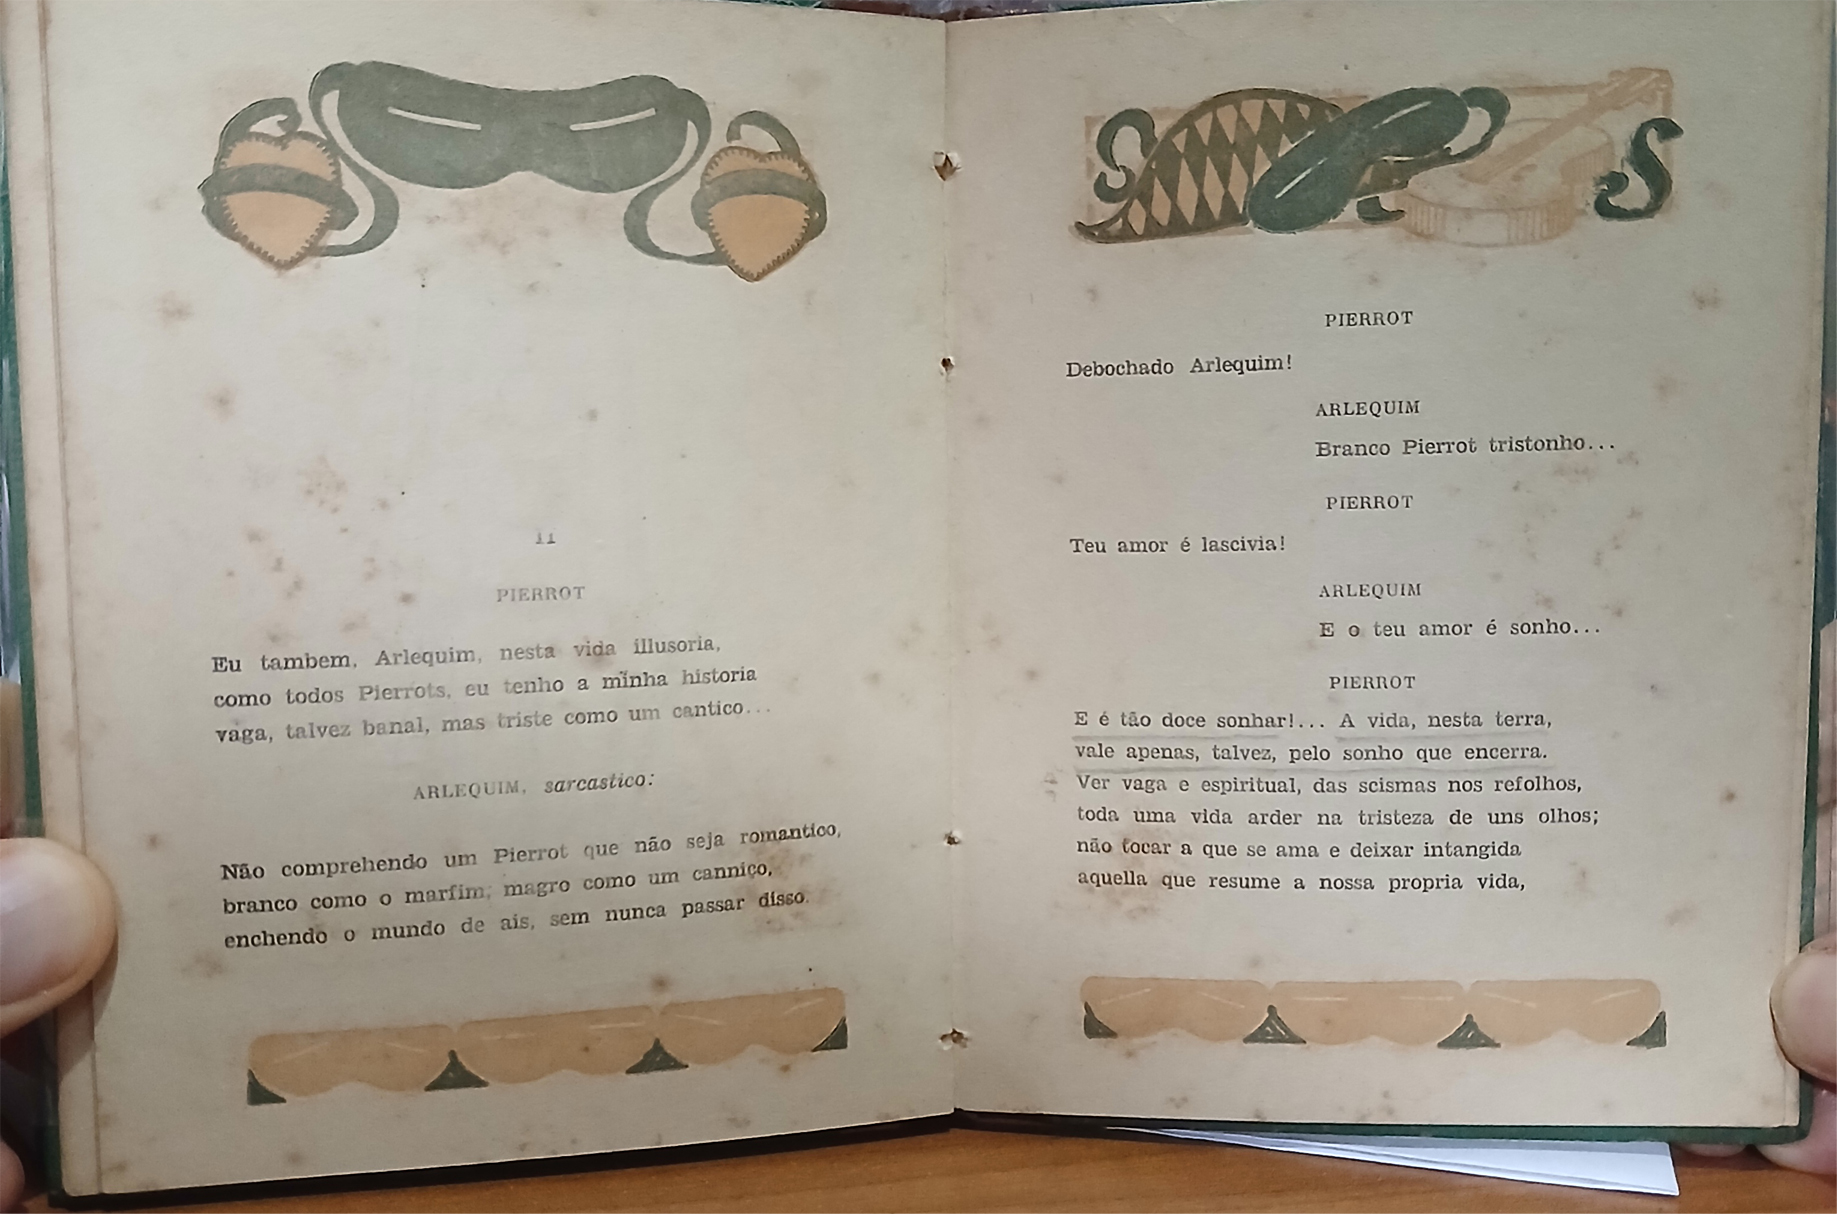 II
PIERROT
Eu tambem, Arlequim, nesta vida illusoria,
como todos Pierrots, eu tenho a minha historia
vaga, talvez banal, mas triste como um cantico...
ARLEQUIM, sarcastico:
Não comprehendo um Pierrot que não seja romantico,
branco como o marfim, magro como um cannico,
enchendo o mundo de ais, sem nunca passar disso.
PIERROT
Debochado Arlequim!
ARLEQUIM
Branco Pierrot tristonho...
PIERROT
Teu amor é lascivia!
ARLEQUIM
E o teu amor é sonho...
PIERROT
E é tão doce sonhar!... A vida, nesta terra,
vale apenas, talvez, pelo sonho que encerra.
Ver vaga e espiritual, das scismas nos refolhos,
toda uma vida arder na tristeza de uns olhos;
não tocar a que se ama e deixar intangida
aquella que resume a nossa propria vida,